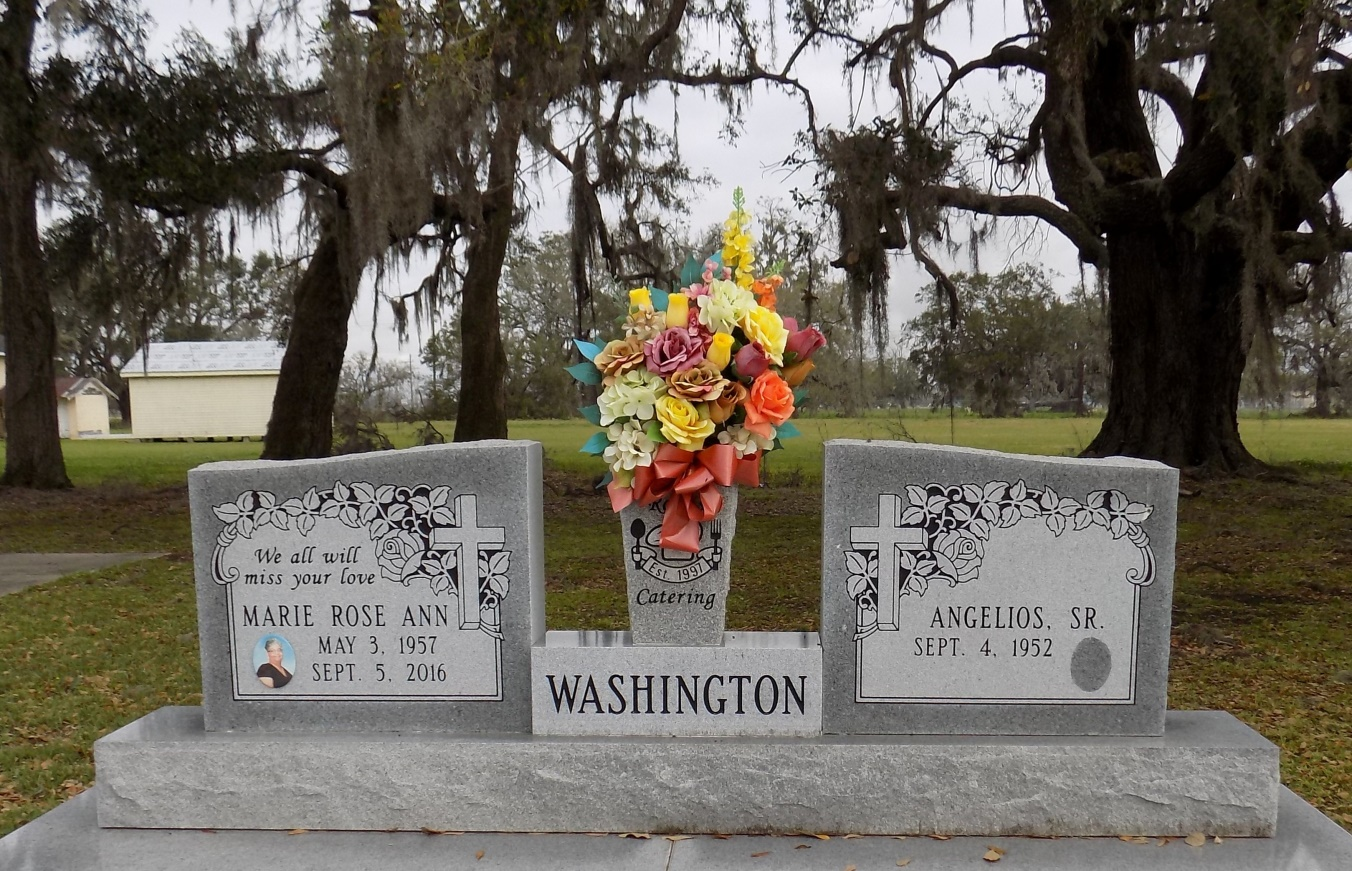 We all will
miss your love
MARIE ROSE ANN
MAY 3, 1957
SEPT. 5, 2016
Est. 1997
Catering
WASHINGTON
ANGELIOS, SR.
SEPT. 4, 1952